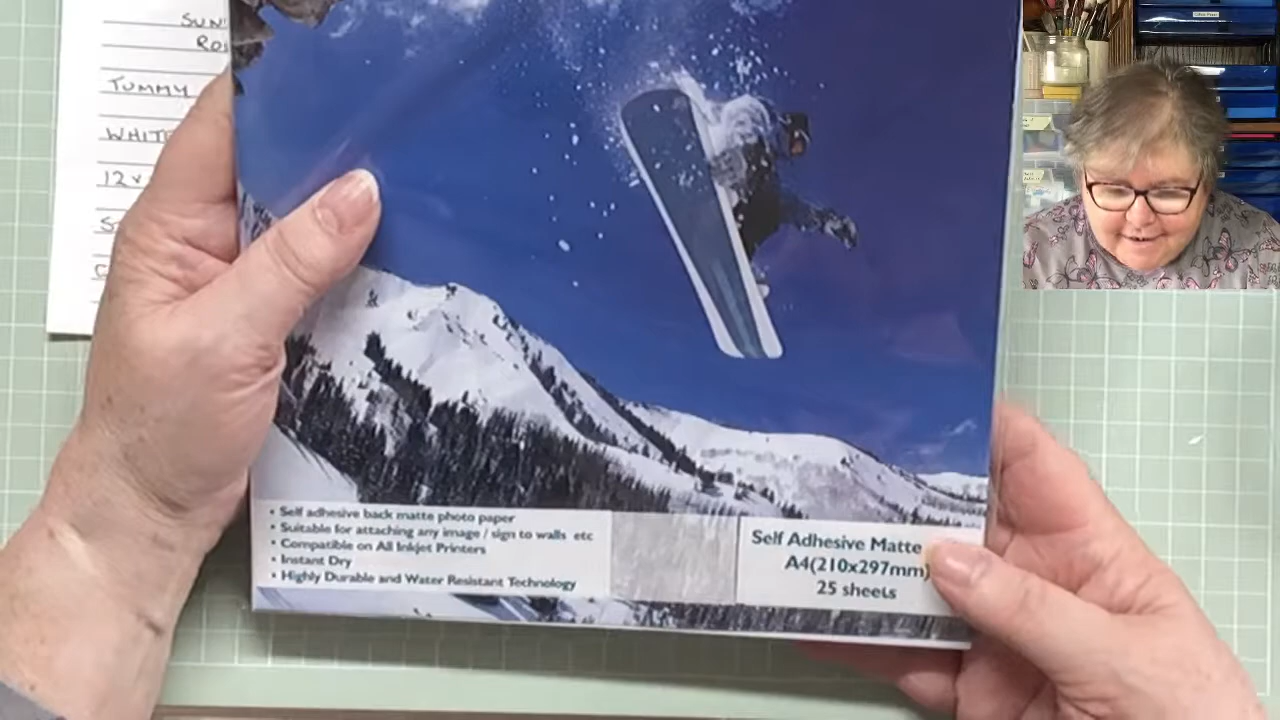 SUN
RO
TUMMY
WHITE
12
• Self adhesive back matte photo paper
• Suitable for attaching any image / sign to walls etc
• Compatible on All Inkjet Printers
• Instant Dry
• Highly Durable and Water Resistant Technology
Self Adhesive Matte
A4(210x297mm)
25 sheets